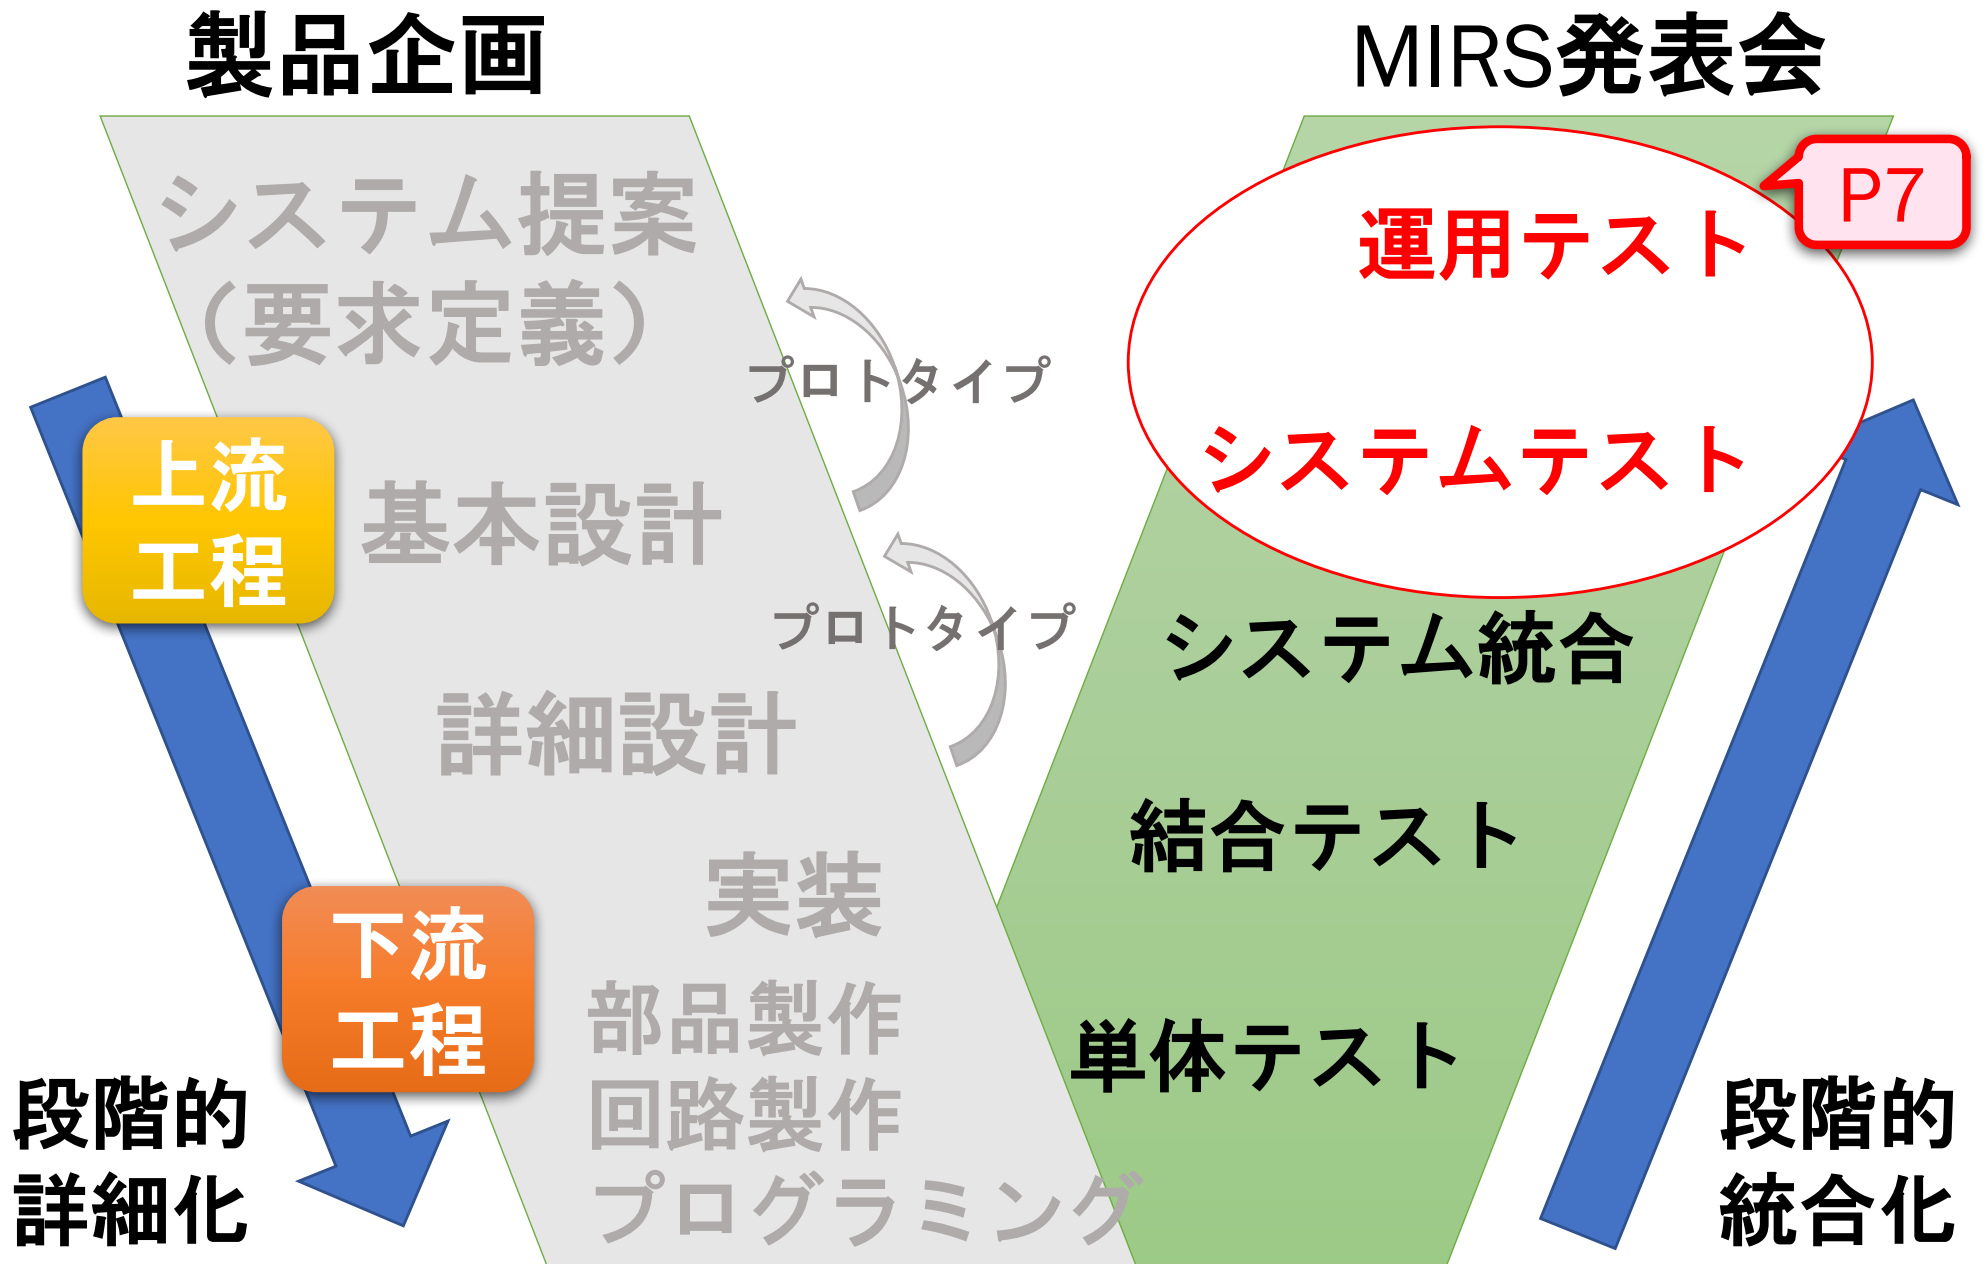 製品企画
システム提案
（要求定義）
プロトタイプ
上流
工程
基本設計
プロトタイプ
詳細設計
実装
下流
工程
部品製作
回路製作
プログラミング
段階的
詳細化
MIRS発表会
P7
運用テスト
システムテスト
システム統合
結合テスト
単体テスト
段階的
統合化